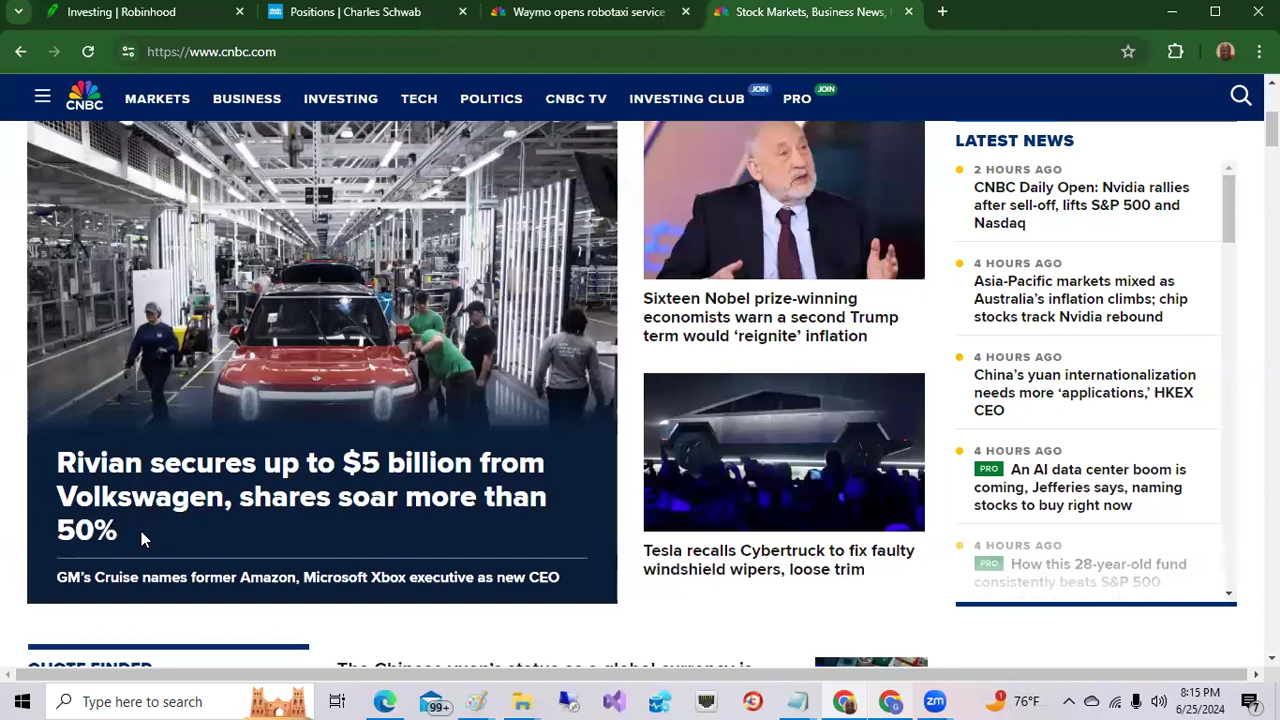 Investing | Robinhood
Positions | Charles Schwab
Waymo opens robotaxi service
Stock Markets, Business News, F
https://www.cnbc.com
CNBC
MARKETS
BUSINESS
INVESTING
TECH
POLITICS
CNBC TV
INVESTING CLUB
JOIN
PRO
JOIN
Rivian secures up to $5 billion from
Volkswagen, shares soar more than
50%
GM's Cruise names former Amazon, Microsoft Xbox executive as new CEO
Sixteen Nobel prize-winning
economists warn a second Trump
term would ‘reignite’ inflation
Tesla recalls Cybertruck to fix faulty
windshield wipers, loose trim
LATEST NEWS
2 HOURS AGO
CNBC Daily Open: Nvidia rallies
after sell-off, lifts S&P 500 and
Nasdaq
4 HOURS AGO
Asia-Pacific markets mixed as
Australia’s inflation climbs; chip
stocks track Nvidia rebound
4 HOURS AGO
China’s yuan internationalization
needs more ‘applications,’ HKEX
CEO
4 HOURS AGO
PRO An AI data center boom is
coming, Jefferies says, naming
stocks to buy right now
4 HOURS AGO
PRO How this 28-year-old fund
consistently beats S&P 500
QUOTE FINDER
The Chinese yuan's status as a global currency is
Type here to search
99+
1
76°F
8:15 PM
6/25/2024
7